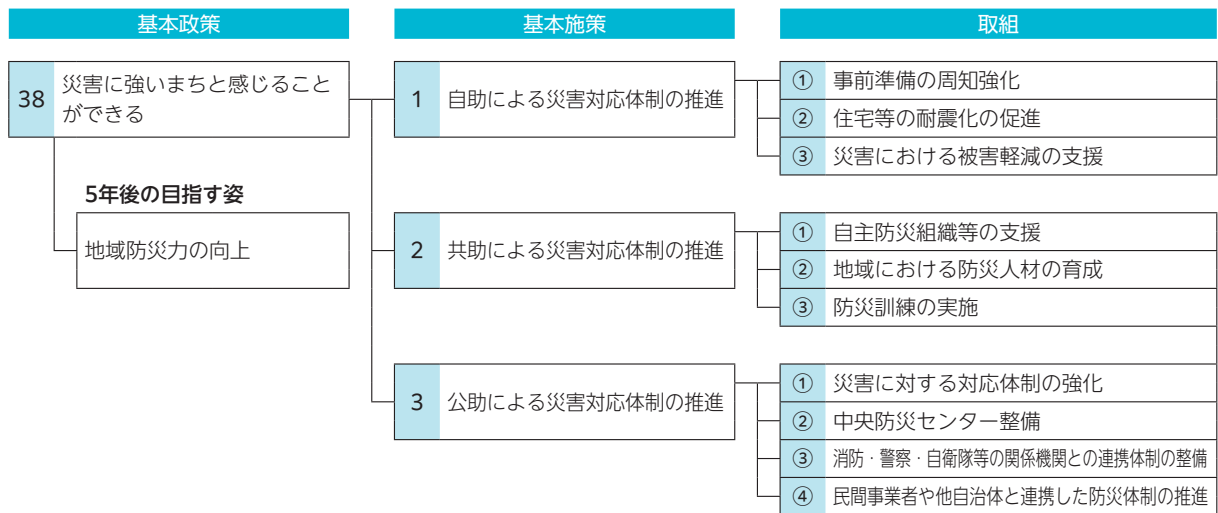 基本政策
基本施策
取組
38
災害に強いまちと感じること
ができる
5年後の目指す姿
地域防災力の向上
1 自助による災害対応体制の推進
① 事前準備の周知強化
② 住宅等の耐震化の促進
③ 災害における被害軽減の支援
2 共助による災害対応体制の推進
① 自主防災組織等の支援
② 地域における防災人材の育成
③ 防災訓練の実施
3 公助による災害対応体制の推進
① 災害に対する対応体制の強化
② 中央防災センター整備
③ 消防・警察・自衛隊等の関係機関との連携体制の整備
④ 民間事業者や他自治体と連携した防災体制の推進